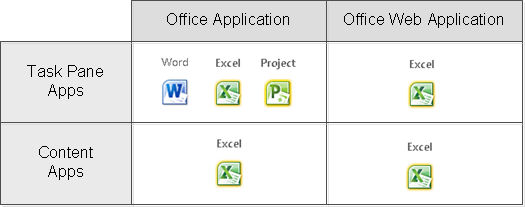 Office Application Office Web Application
Task Pane Apps
Word Excel Project Excel
Content Apps
Excel Excel